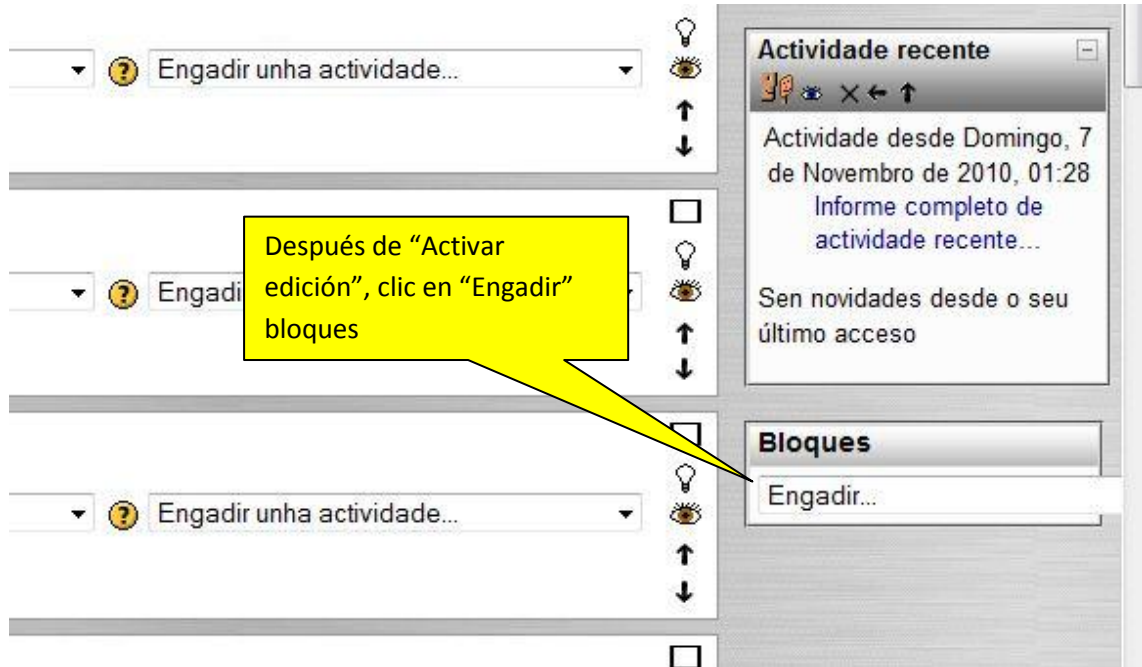 Engadir unha actividade...
Actividade recente
Actividade desde Domingo, 7
de Novembro de 2010, 01:28
Informe completo de
actividade recente...
Sen novidades desde o seu
último acceso
Después de “Activar
edición”, clic en “Engadir”
bloques
Engadi
Bloques
Engadir...
Engadir unha actividade...